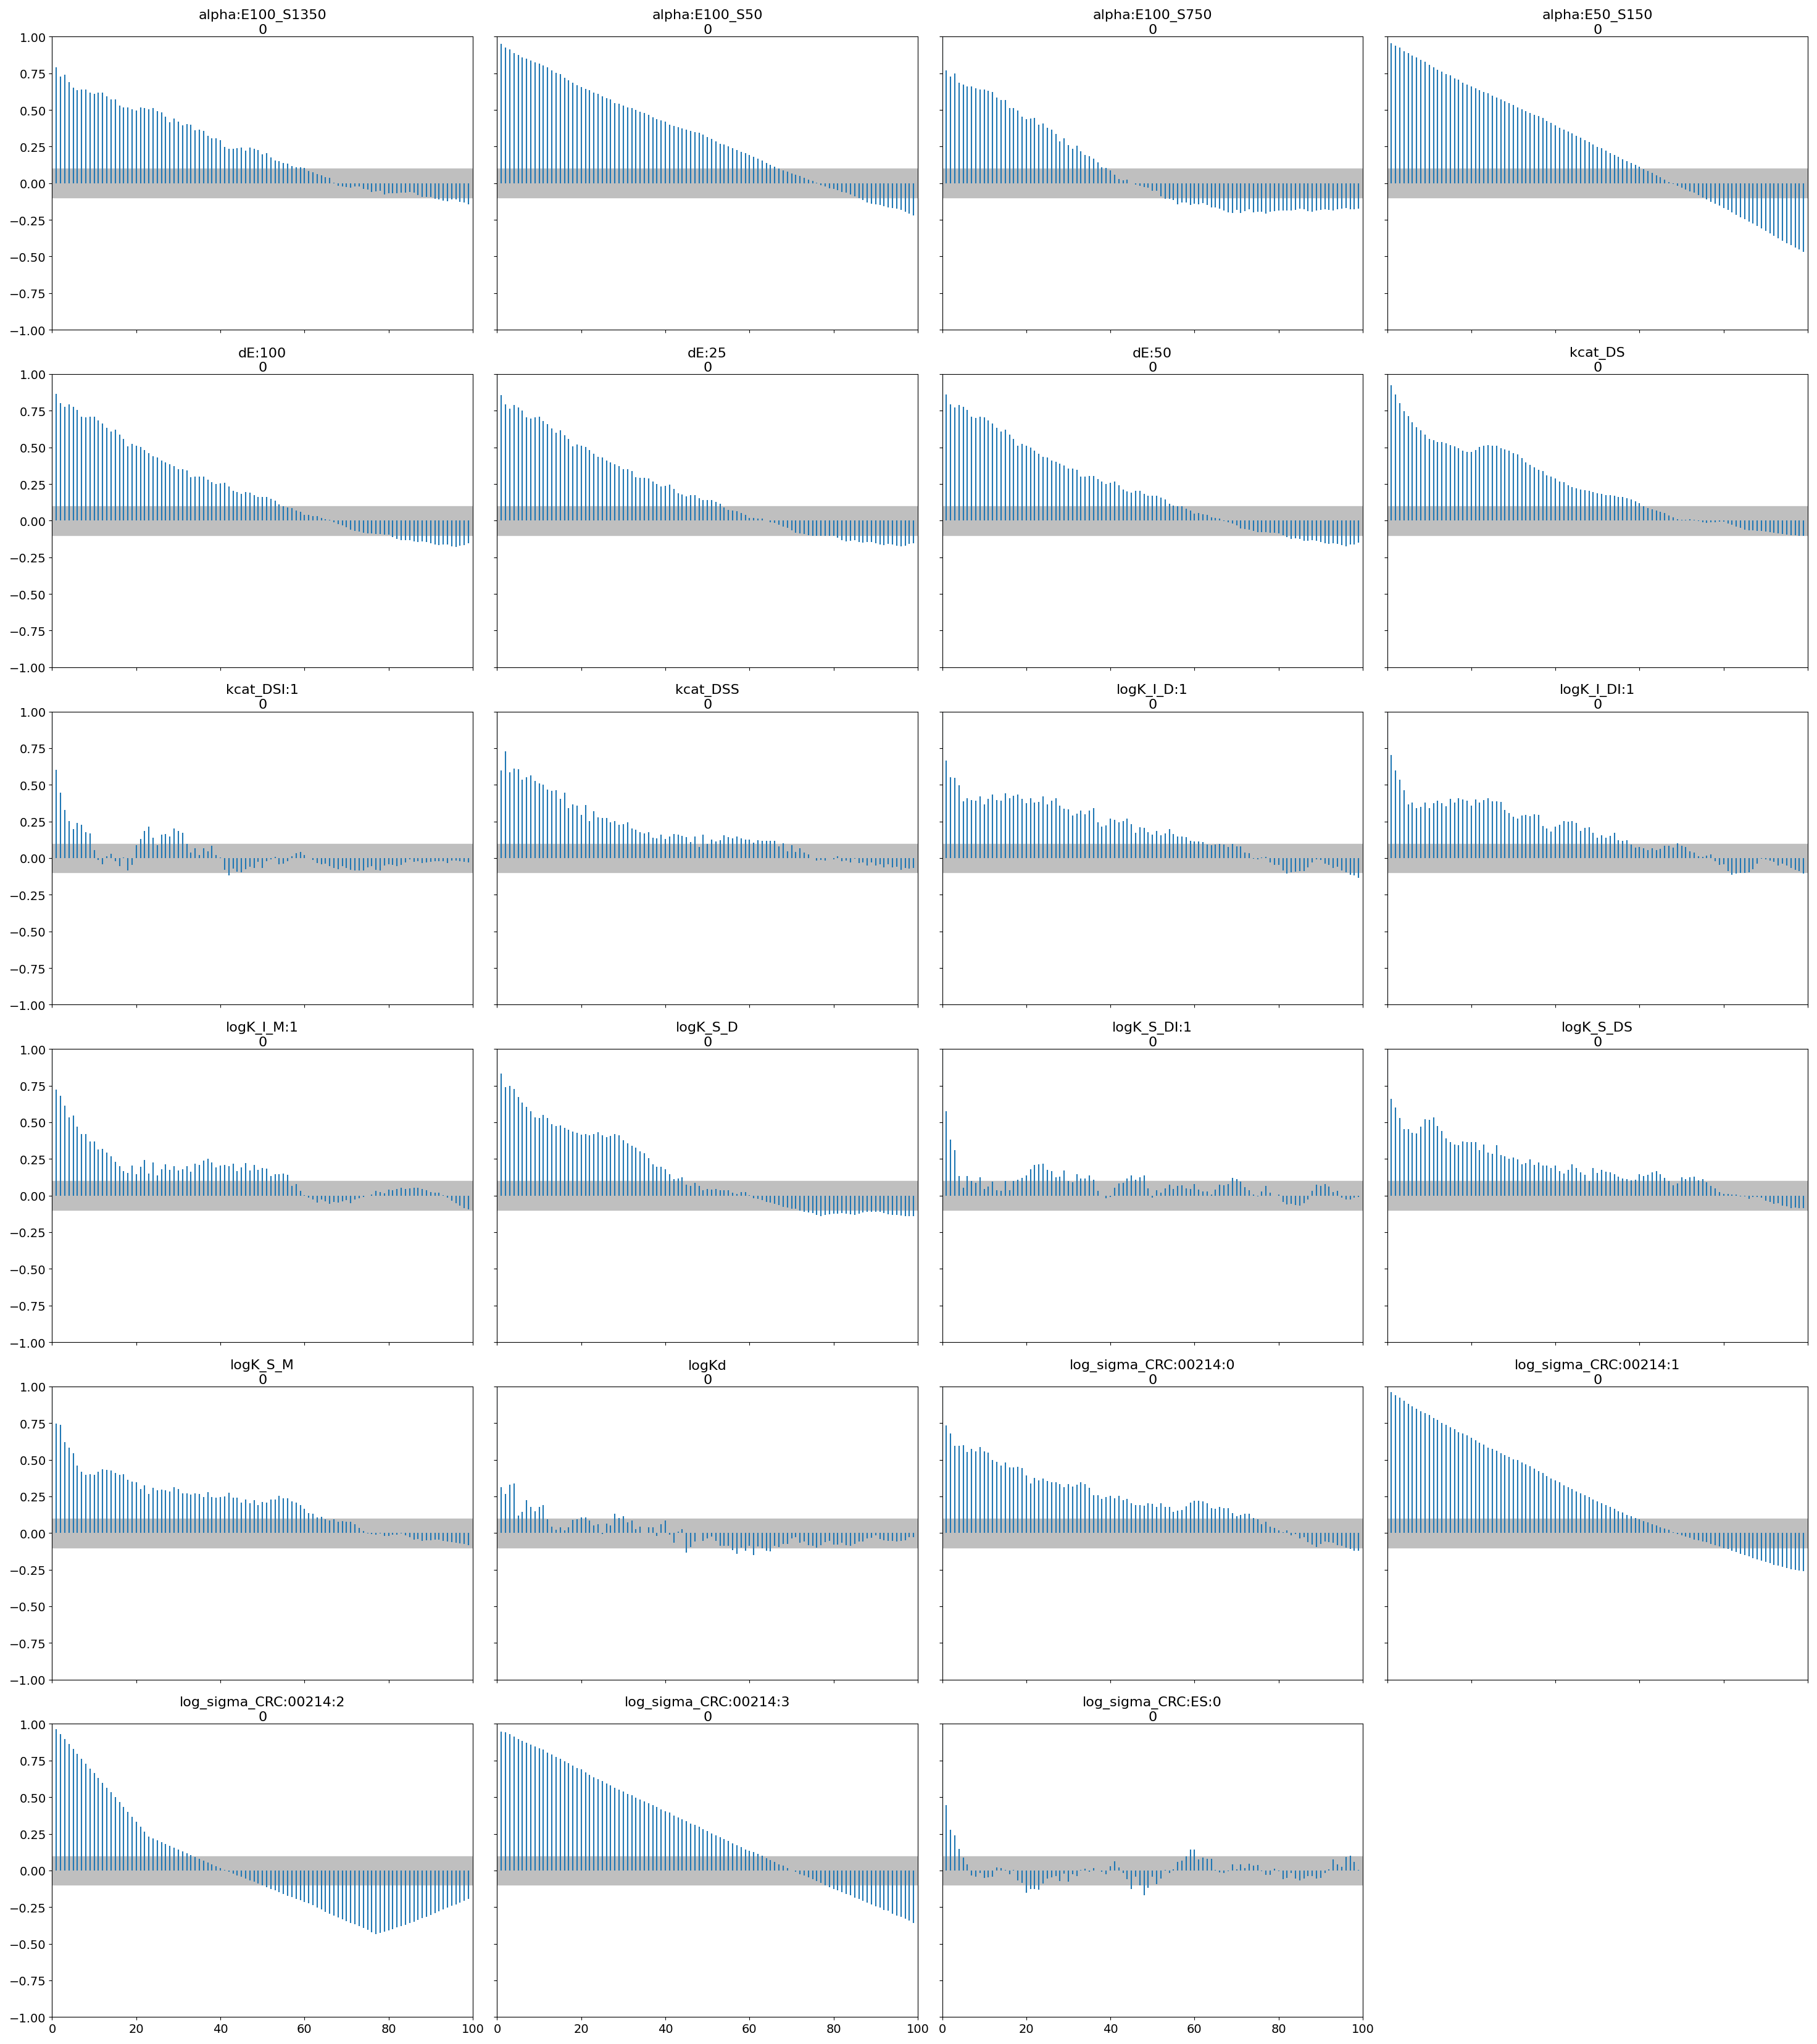 alpha:E100_S1350
0
alpha:E100_S50
0
alpha:E100_S750
0
alpha:E50_S150
0
1.00
0.75
0.50
0.25
0.00
−0.25
−0.50
−0.75
−1.00
dE:100
0
dE:25
0
dE:50
0
kcat_DS
0
1.00
0.75
0.50
0.25
0.00
−0.25
−0.50
−0.75
−1.00
kcat_DSI:1
0
kcat_DSS
0
logK_I_D:1
0
logK_I_DI:1
0
1.00
0.75
0.50
0.25
0.00
−0.25
−0.50
−0.75
−1.00
logK_I_M:1
0
logK_S_D
0
logK_S_DI:1
0
logK_S_DS
0
1.00
0.75
0.50
0.25
0.00
−0.25
−0.50
−0.75
−1.00
logK_S_M
0
logKd
0
log_sigma_CRC:00214:0
0
log_sigma_CRC:00214:1
0
1.00
0.75
0.50
0.25
0.00
−0.25
−0.50
−0.75
−1.00
log_sigma_CRC:00214:2
0
log_sigma_CRC:00214:3
0
log_sigma_CRC:ES:0
0
1.00
0.75
0.50
0.25
0.00
−0.25
−0.50
−0.75
−1.00
0 20 40 60 80 100
0 20 40 60 80 100
0 20 40 60 80 100